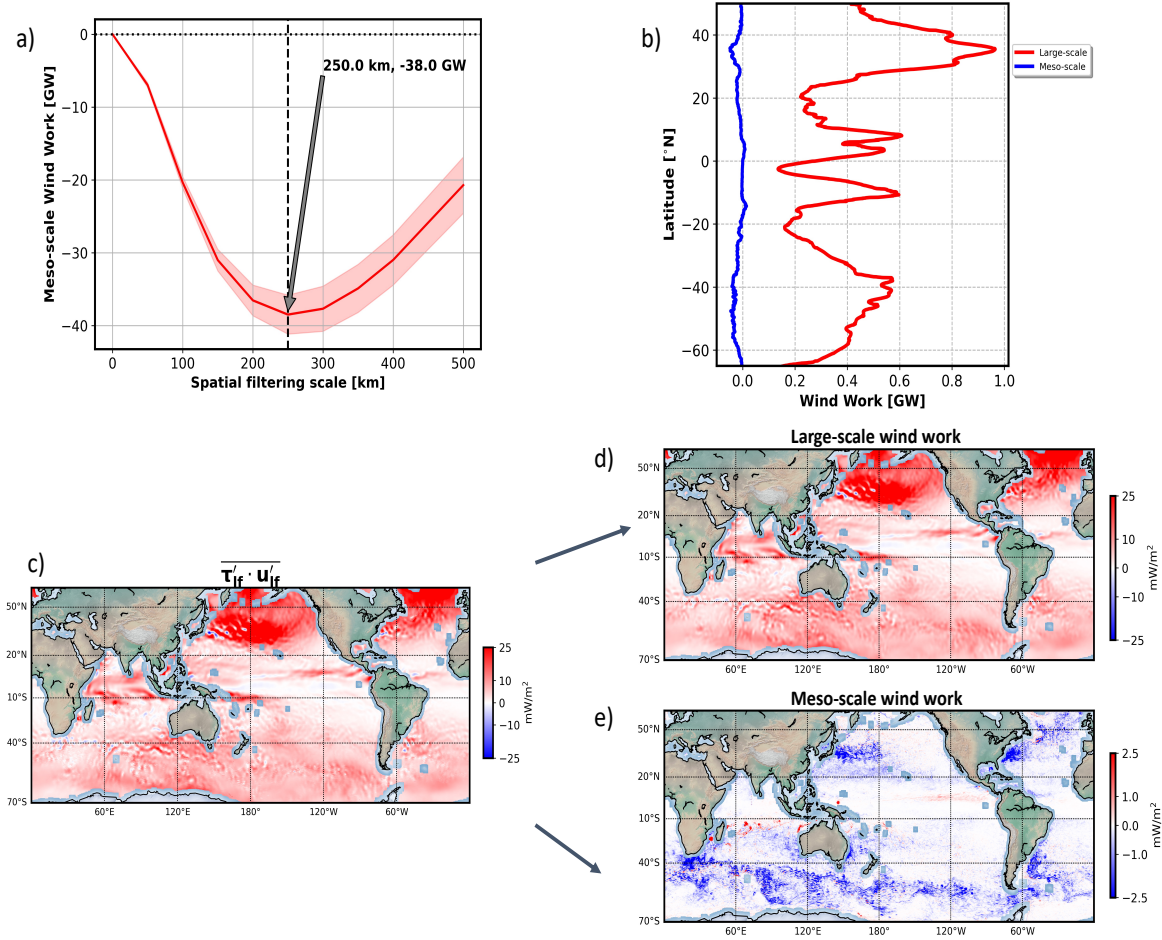 a)
Meso-scale Wind Work [GW]
0
−10
−20
−30
−40
250.0 km, -38.0 GW
0 100 200 300 400 500
Spatial filtering scale [km]
b)
Latitude [°N]
40
20
0
−20
−40
−60
0.0 0.2 0.4 0.6 0.8 1.0
Wind Work [GW]
Large-scale
Meso-scale
c)
τ′lf · u′lf
50°N
20°N
10°S
40°S
70°S
60°E 120°E 180° 120°W 60°W
25
10
0
−10
−25
mW/m²
d)
Large-scale wind work
50°N
20°N
10°S
40°S
70°S
60°E 120°E 180° 120°W 60°W
25
10
0
−10
−25
mW/m²
e)
Meso-scale wind work
50°N
20°N
10°S
40°S
70°S
60°E 120°E 180° 120°W 60°W
2.5
1.0
0.0
−1.0
−2.5
mW/m²